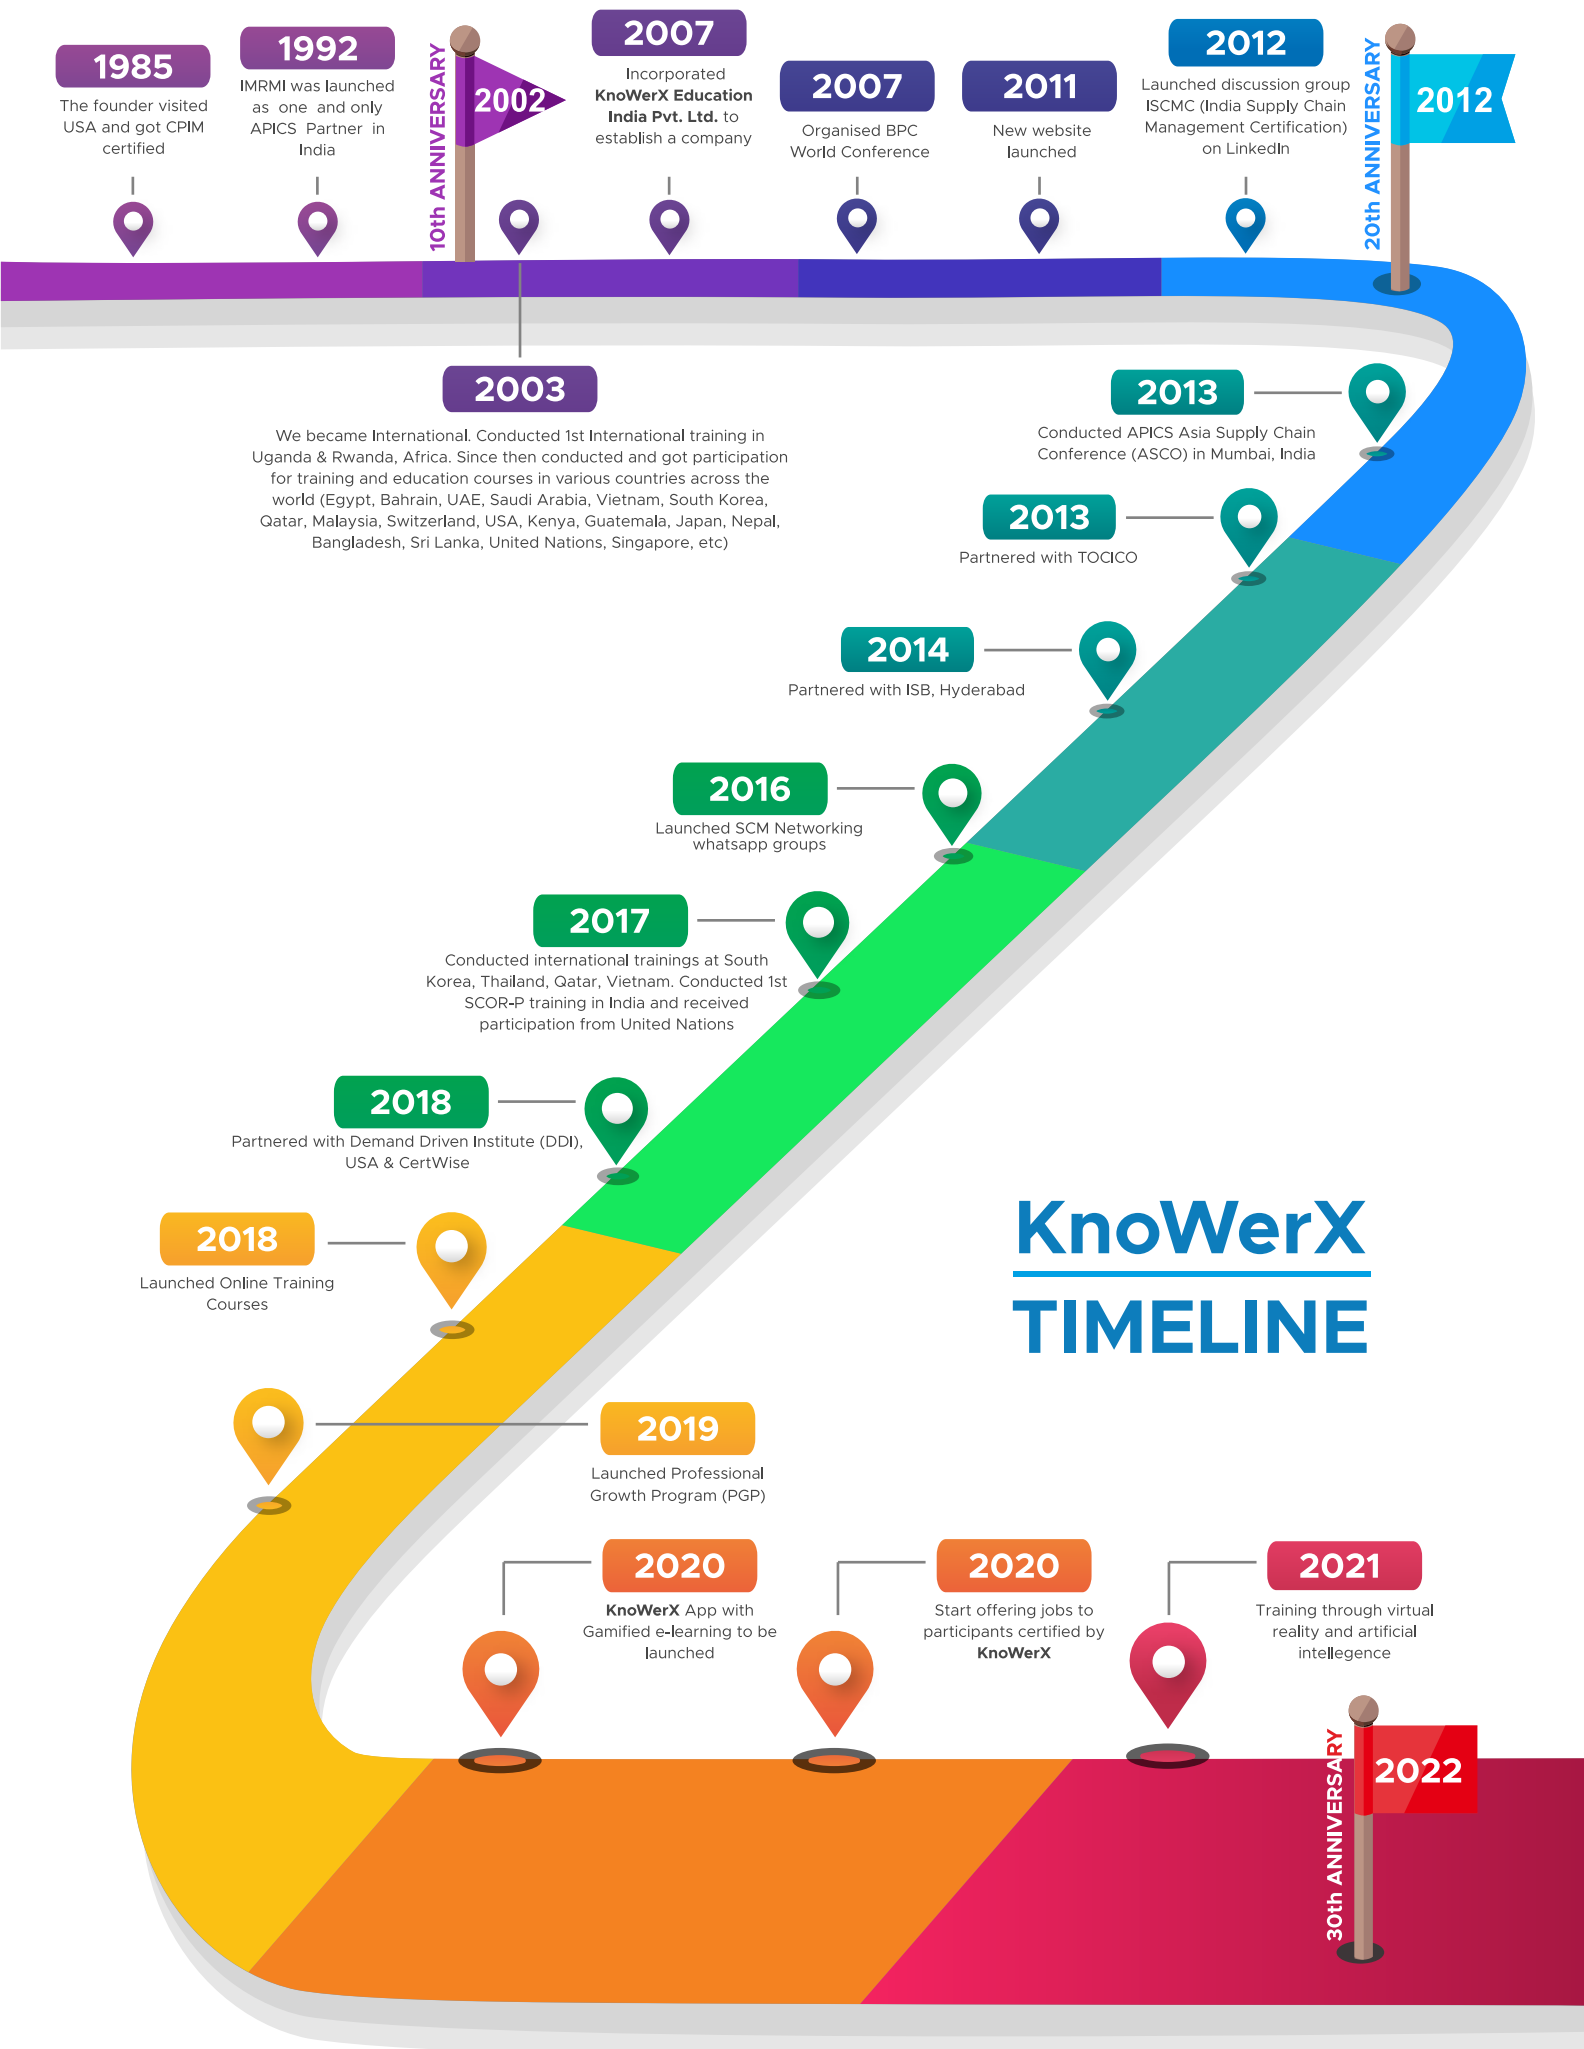 1985
The founder visited
USA and got CPIM
certified
1992
IMRMI was launched
as one and only
APICS Partner in
India
10th ANNIVERSARY
2002
2007
Incorporated
KnoWerX Education
India Pvt. Ltd. to
establish a company
2007
Organised BPC
World Conference
2011
New website
launched
2012
Launched discussion group
ISCMC (India Supply Chain
Management Certification)
on LinkedIn
20th ANNIVERSARY
2012
2003
We became International. Conducted 1st International training in
Uganda & Rwanda, Africa. Since then conducted and got participation
for training and education courses in various countries across the
world (Egypt, Bahrain, UAE, Saudi Arabia, Vietnam, South Korea,
Qatar, Malaysia, Switzerland, USA, Kenya, Guatemala, Japan, Nepal,
Bangladesh, Sri Lanka, United Nations, Singapore, etc)
2013
Conducted APICS Asia Supply Chain
Conference (ASCO) in Mumbai, India
2013
Partnered with TOCICO
2014
Partnered with ISB, Hyderabad
2016
Launched SCM Networking
whatsapp groups
2017
Conducted international trainings at South
Korea, Thailand, Qatar, Vietnam. Conducted 1st
SCOR-P training in India and received
participation from United Nations
2018
Partnered with Demand Driven Institute (DDI),
USA & CertWise
2018
Launched Online Training
Courses
KnoWerX
TIMELINE
2019
Launched Professional
Growth Program (PGP)
2020
KnoWerX App with
Gamified e-learning to be
launched
2020
Start offering jobs to
participants certified by
KnoWerX
2021
Training through virtual
reality and artificial
intellegence
30th ANNIVERSARY
2022